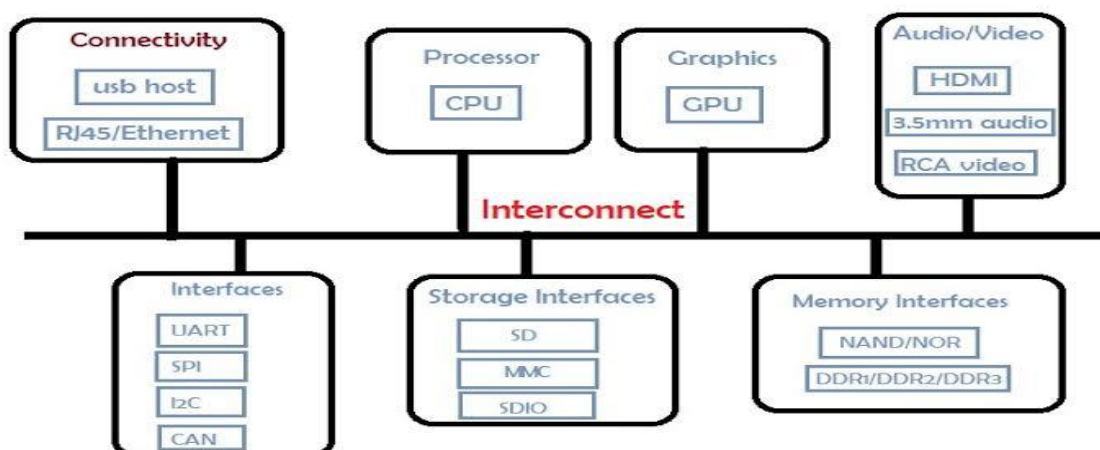 Connectivity
usb host
RJ45/Ethernet
Processor
CPU
Graphics
GPU
Audio/Video
HDMI
3.5mm audio
RCA video
Interconnect
Interfaces
UART
SPI
I2C
CAN
Storage Interfaces
SD
MMC
SDIO
Memory Interfaces
NAND/NOR
DDR1/DDR2/DDR3